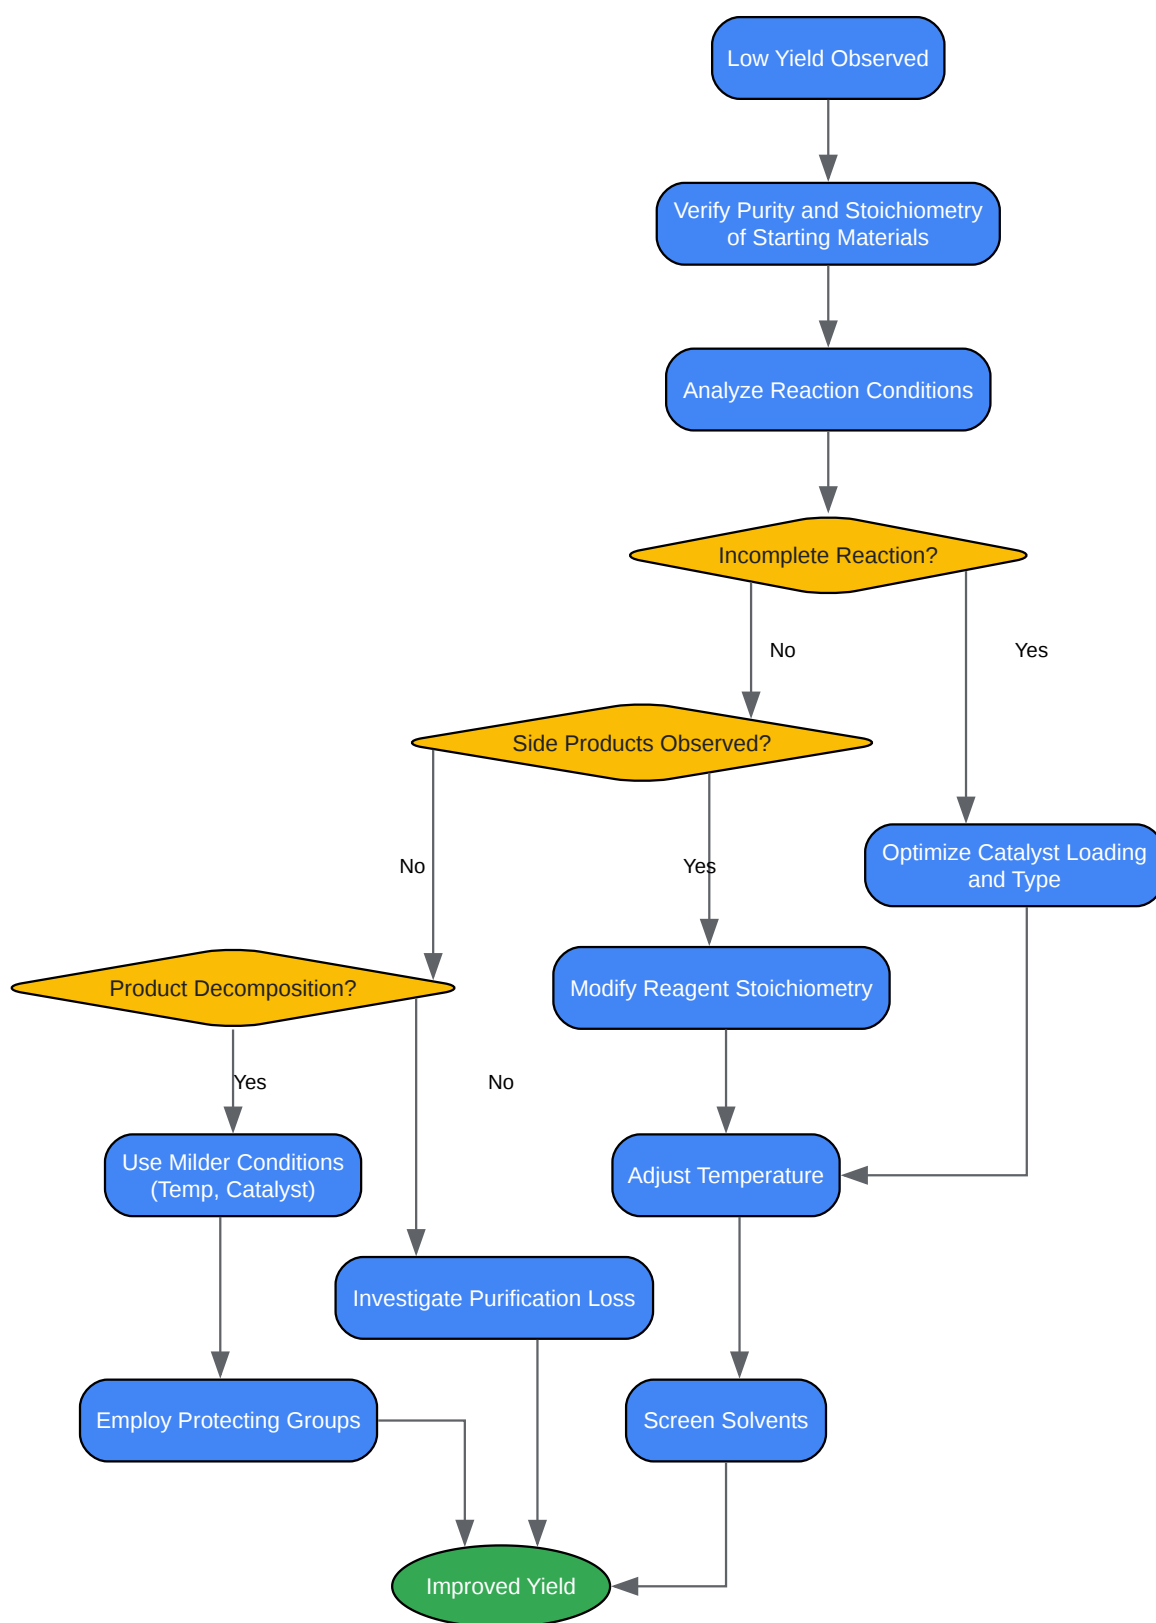 Low Yield Observed
Verify Purity and Stoichiometry
of Starting Materials
Analyze Reaction Conditions
Incomplete Reaction?
No
Yes
Side Products Observed?
No
Yes
Optimize Catalyst Loading
and Type
Product Decomposition?
Modify Reagent Stoichiometry
Yes
No
Use Milder Conditions
(Temp, Catalyst)
Adjust Temperature
Investigate Purification Loss
Employ Protecting Groups
Screen Solvents
Improved Yield